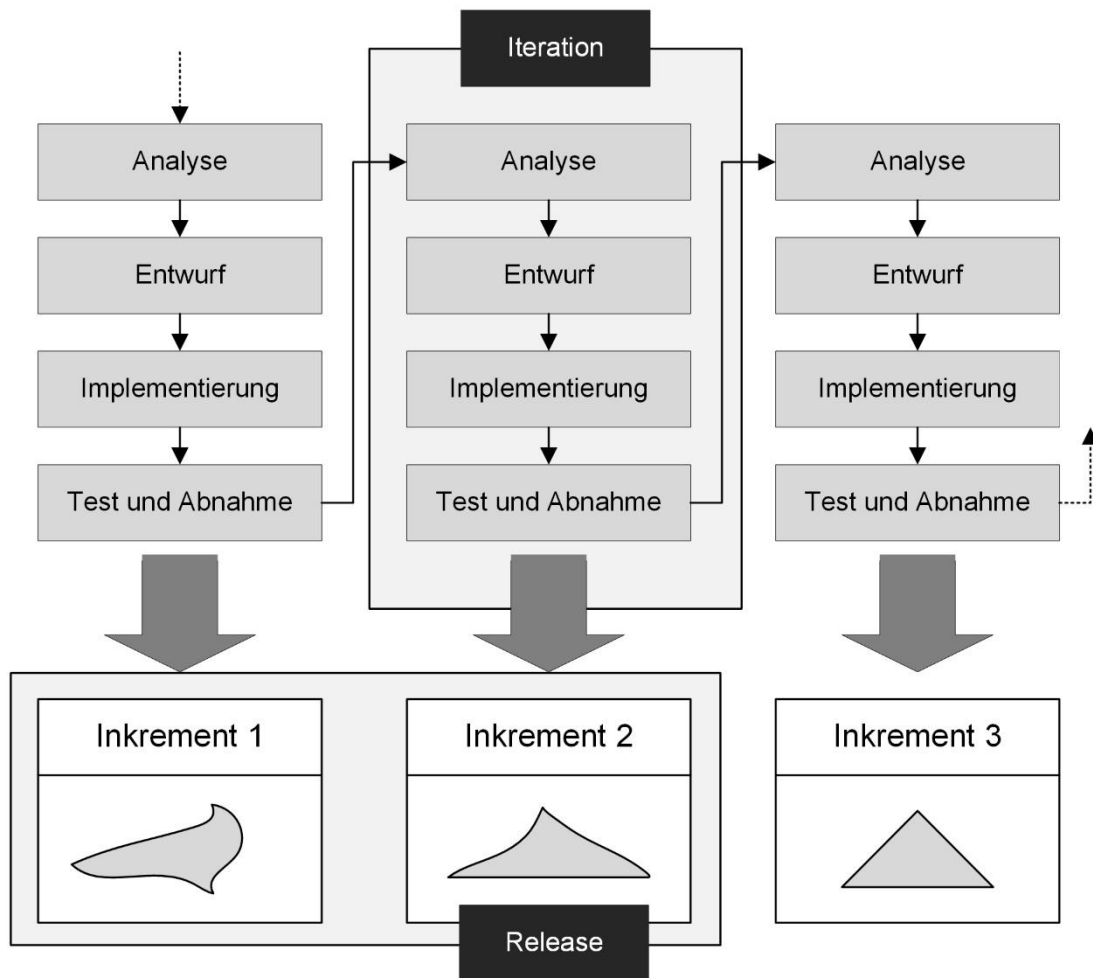 Iteration
Analyse
Entwurf
Implementierung
Test und Abnahme
Analyse
Entwurf
Implementierung
Test und Abnahme
Analyse
Entwurf
Implementierung
Test und Abnahme
Inkrement 1
Inkrement 2
Inkrement 3
Release